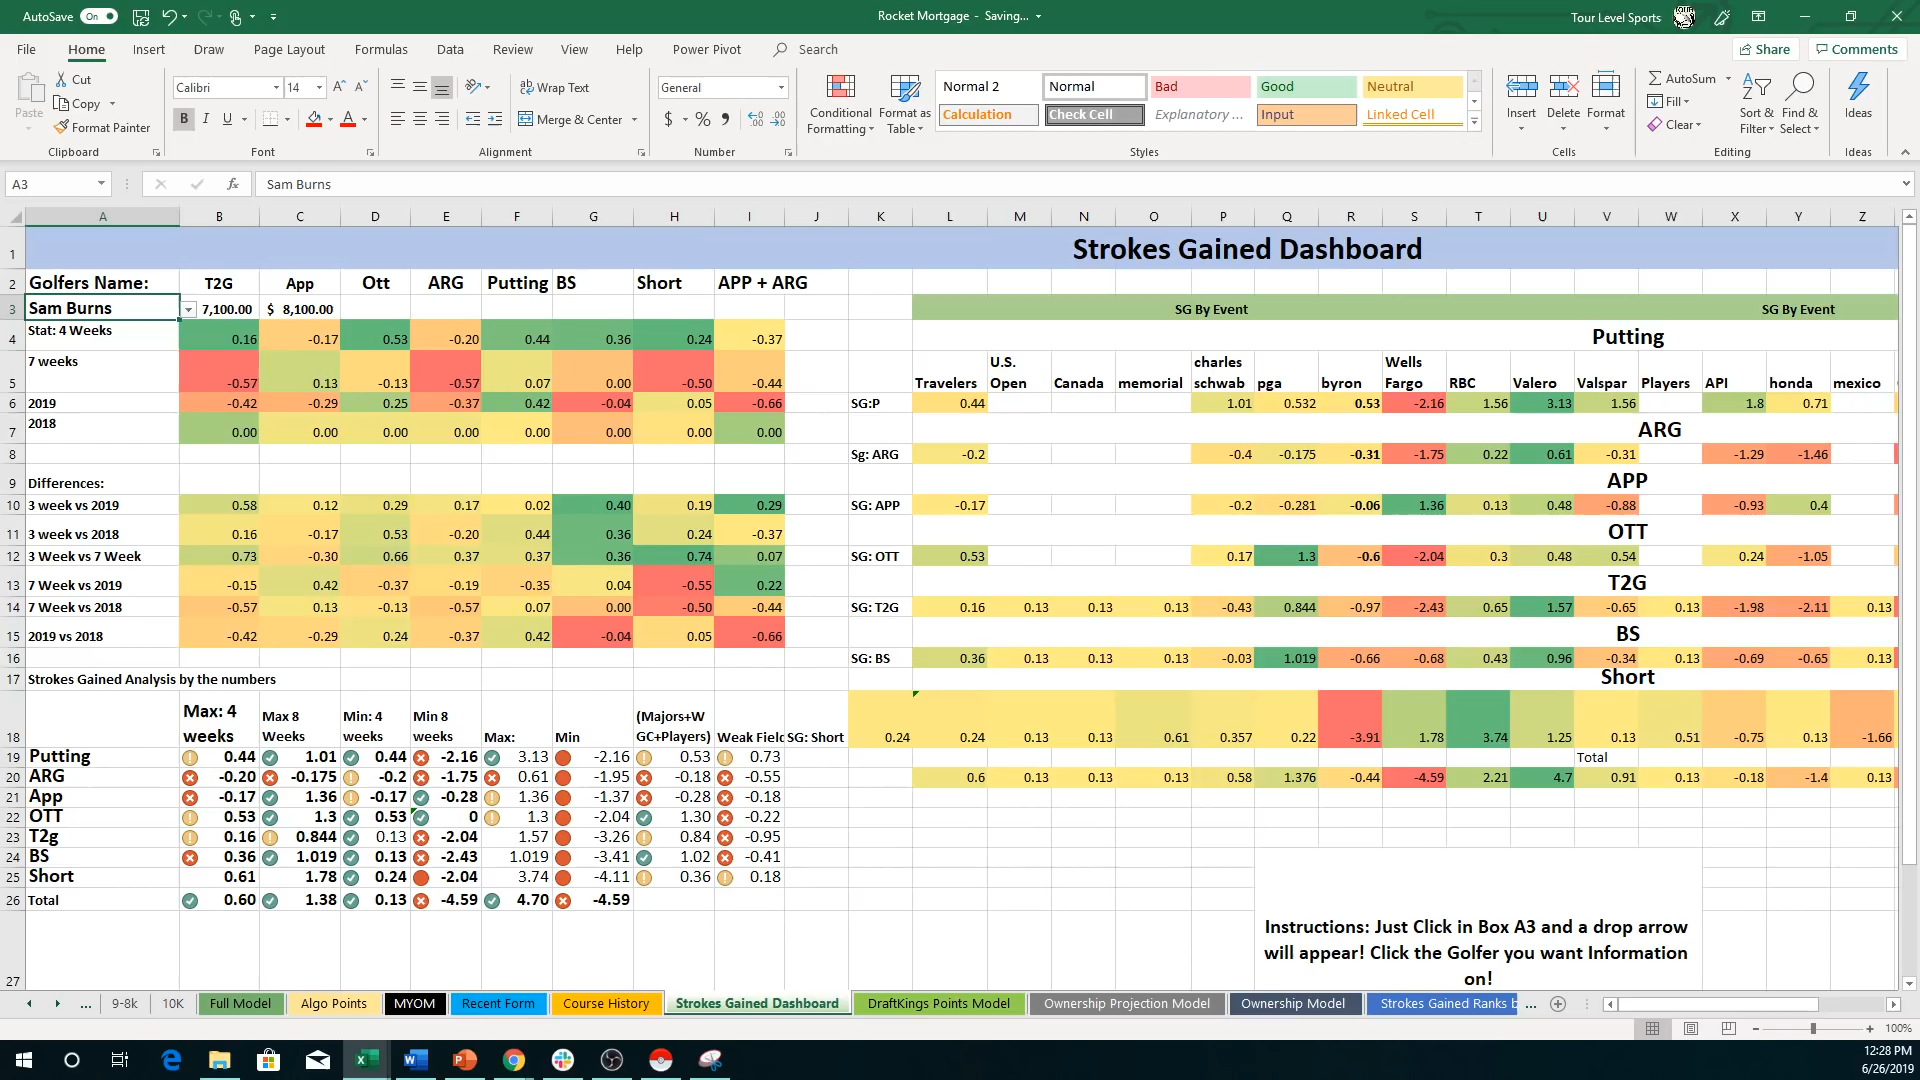 AutoSave On Rocket Mortgage - Saving... Tour Level Sports
File Home Insert Draw Page Layout Formulas Data Review View Help Power Pivot Search Share Comments
Cut Calibri 14 A A Wrap Text General Normal 2 Normal Bad Good Neutral AutoSum
Paste Copy Format Painter B I U A Merge & Center $ % , Conditional Formatting Format as Table Calculation Check Cell Explanatory ... Input Linked Cell Insert Delete Format Fill Clear Sort & Filter Find & Select Ideas
Clipboard Font Alignment Number Styles Cells Editing Ideas
A3 fx Sam Burns
A B C D E F G H I J K L M N O P Q R S T U V W X Y Z
1 Strokes Gained Dashboard
2 Golfers Name: T2G App Ott ARG Putting BS Short APP + ARG
3 Sam Burns 7,100.00 $ 8,100.00 SG By Event SG By Event
4 Stat: 4 Weeks 0.16 -0.17 0.53 -0.20 0.44 0.36 0.24 -0.37 Putting
5 7 weeks -0.57 0.13 -0.13 -0.57 0.07 0.00 -0.50 -0.44 Travelers U.S. Open Canada memorial charles schwab pga byron Wells Fargo RBC Valero Valspar Players API honda mexico
6 2019 -0.42 -0.29 0.25 -0.37 0.42 -0.04 0.05 -0.66 SG:P 0.44 1.01 0.532 0.53 -2.16 1.56 3.13 1.56 1.8 0.71
7 2018 0.00 0.00 0.00 0.00 0.00 0.00 0.00 0.00 ARG
8 Sg: ARG -0.2 -0.4 -0.175 -0.31 -1.75 0.22 0.61 -0.31 -1.29 -1.46
9 Differences: APP
10 3 week vs 2019 0.58 0.12 0.29 0.17 0.02 0.40 0.19 0.29 SG: APP -0.17 -0.2 -0.281 -0.06 1.36 0.13 0.48 -0.88 -0.93 0.4
11 3 week vs 2018 0.16 -0.17 0.53 -0.20 0.44 0.36 0.24 -0.37 OTT
12 3 Week vs 7 Week 0.73 -0.30 0.66 0.37 0.37 0.36 0.74 0.07 SG: OTT 0.53 0.17 1.3 -0.6 -2.04 0.3 0.48 0.54 0.24 -1.05
13 7 Week vs 2019 -0.15 0.42 -0.37 -0.19 -0.35 0.04 -0.55 0.22 T2G
14 7 Week vs 2018 -0.57 0.13 -0.13 -0.57 0.07 0.00 -0.50 -0.44 SG: T2G 0.16 0.13 0.13 0.13 -0.43 0.844 -0.97 -2.43 0.65 1.57 -0.65 0.13 -1.98 -2.11 0.13
15 2019 vs 2018 -0.42 -0.29 0.24 -0.37 0.42 -0.04 0.05 -0.66 BS
16 SG: BS 0.36 0.13 0.13 0.13 -0.03 1.019 -0.66 -0.68 0.43 0.96 -0.34 0.13 -0.69 -0.65 0.13
17 Strokes Gained Analysis by the numbers Short
18 Max: 4 weeks Max 8 Weeks Min: 4 weeks Min 8 weeks Max: Min (Majors+W GC+Players) Weak Field SG: Short 0.24 0.24 0.13 0.13 0.61 0.357 0.22 -3.91 1.78 3.74 1.25 0.13 0.51 -0.75 0.13 -1.66
19 Putting 0.44 1.01 0.44 -2.16 3.13 -2.16 0.53 0.73 Total
20 ARG -0.20 -0.175 -0.2 -1.75 0.61 -1.95 -0.18 -0.55 0.6 0.13 0.13 0.13 0.58 1.376 -0.44 -4.59 2.21 4.7 0.91 0.13 -0.18 -1.4 0.13
21 App -0.17 1.36 -0.17 -0.28 1.36 -1.37 -0.28 -0.18
22 OTT 0.53 1.3 0.53 0 1.3 -2.04 1.30 -0.22
23 T2g 0.16 0.844 0.13 -2.04 1.57 -3.26 0.84 -0.95
24 BS 0.36 1.019 0.13 -2.43 1.019 -3.41 1.02 -0.41
25 Short 0.61 1.78 0.24 -2.04 3.74 -4.11 0.36 0.18
26 Total 0.60 1.38 0.13 -4.59 4.70 -4.59
Instructions: Just Click in Box A3 and a drop arrow
will appear! Click the Golfer you want Information
27 on!
... 9-8k 10K Full Model Algo Points MYOM Recent Form Course History Strokes Gained Dashboard DraftKings Points Model Ownership Projection Model Ownership Model Strokes Gained Ranks b ...
100%
12:28 PM
6/26/2019